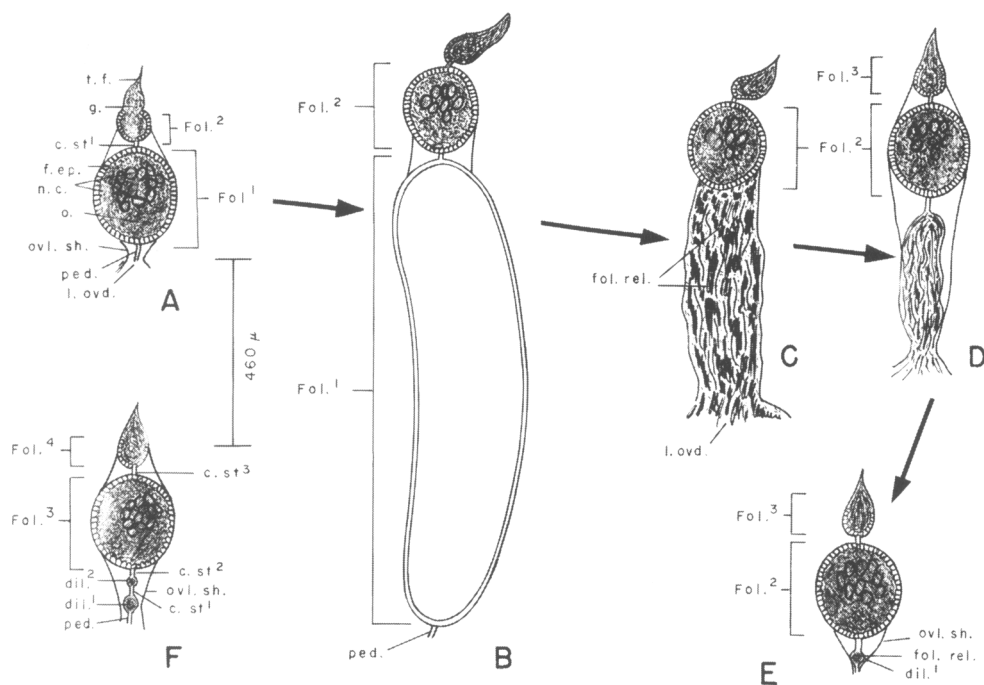 t. f.
g.
c. st¹
f. ep.
n. c.
o.
ovl. sh.
ped.
l. ovd.
Fol.²
Fol¹
A
460 μ
Fol.²
Fol.¹
ped.
B
Fol.²
fol. rel.
l. ovd.
C
Fol.³
D
Fol.³
Fol.²
ovl. sh.
fol. rel.
dil.¹
E
Fol.⁴
c. st³
Fol.³
dil.²
dil.¹
ped.
c. st²
ovl. sh.
c. st¹
F